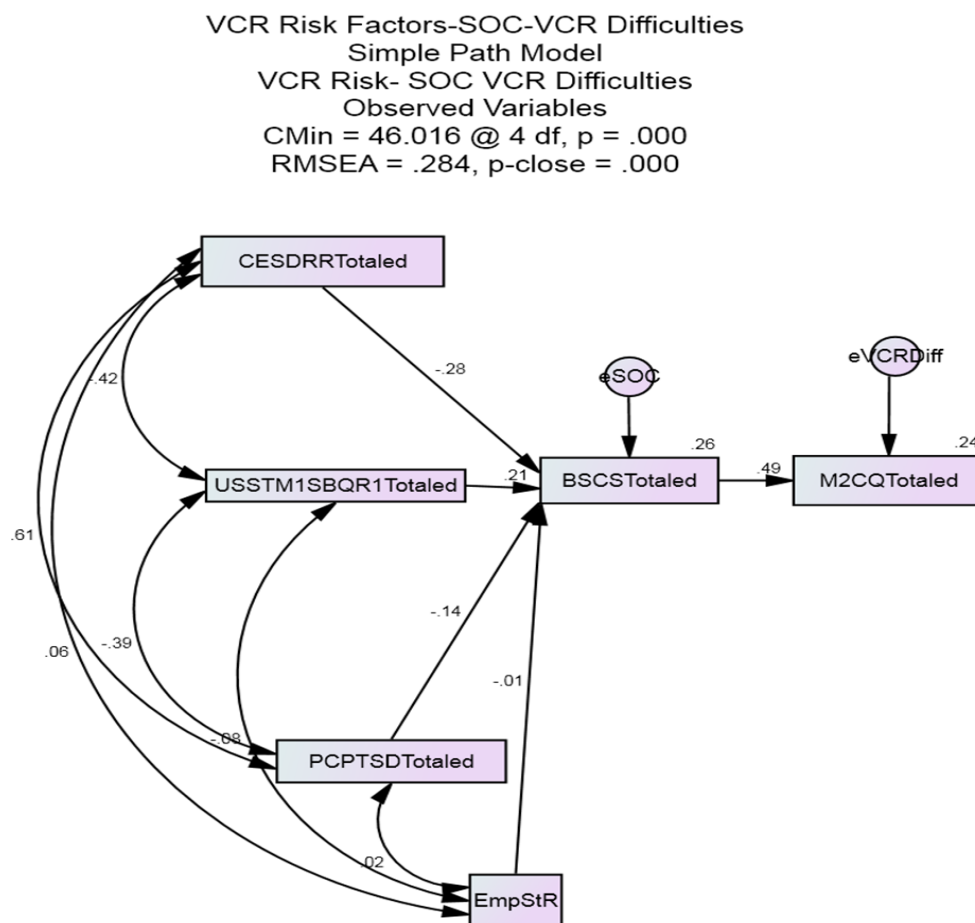 VCR Risk Factors-SOC-VCR Difficulties
Simple Path Model
VCR Risk- SOC VCR Difficulties
Observed Variables
CMin = 46.016 @ 4 df, p = .000
RMSEA = .284, p-close = .000
CESDRRTotaled
eVCRDiff
eSOC
-.28
-.42
.26
.24
USSTM1SBQR1Totaled
.21
BSCSTotaled
.49
M2CQTotaled
.61
-.14
-.39
.06
-.01
-.08
PCPTSDTotaled
.02
EmpStR